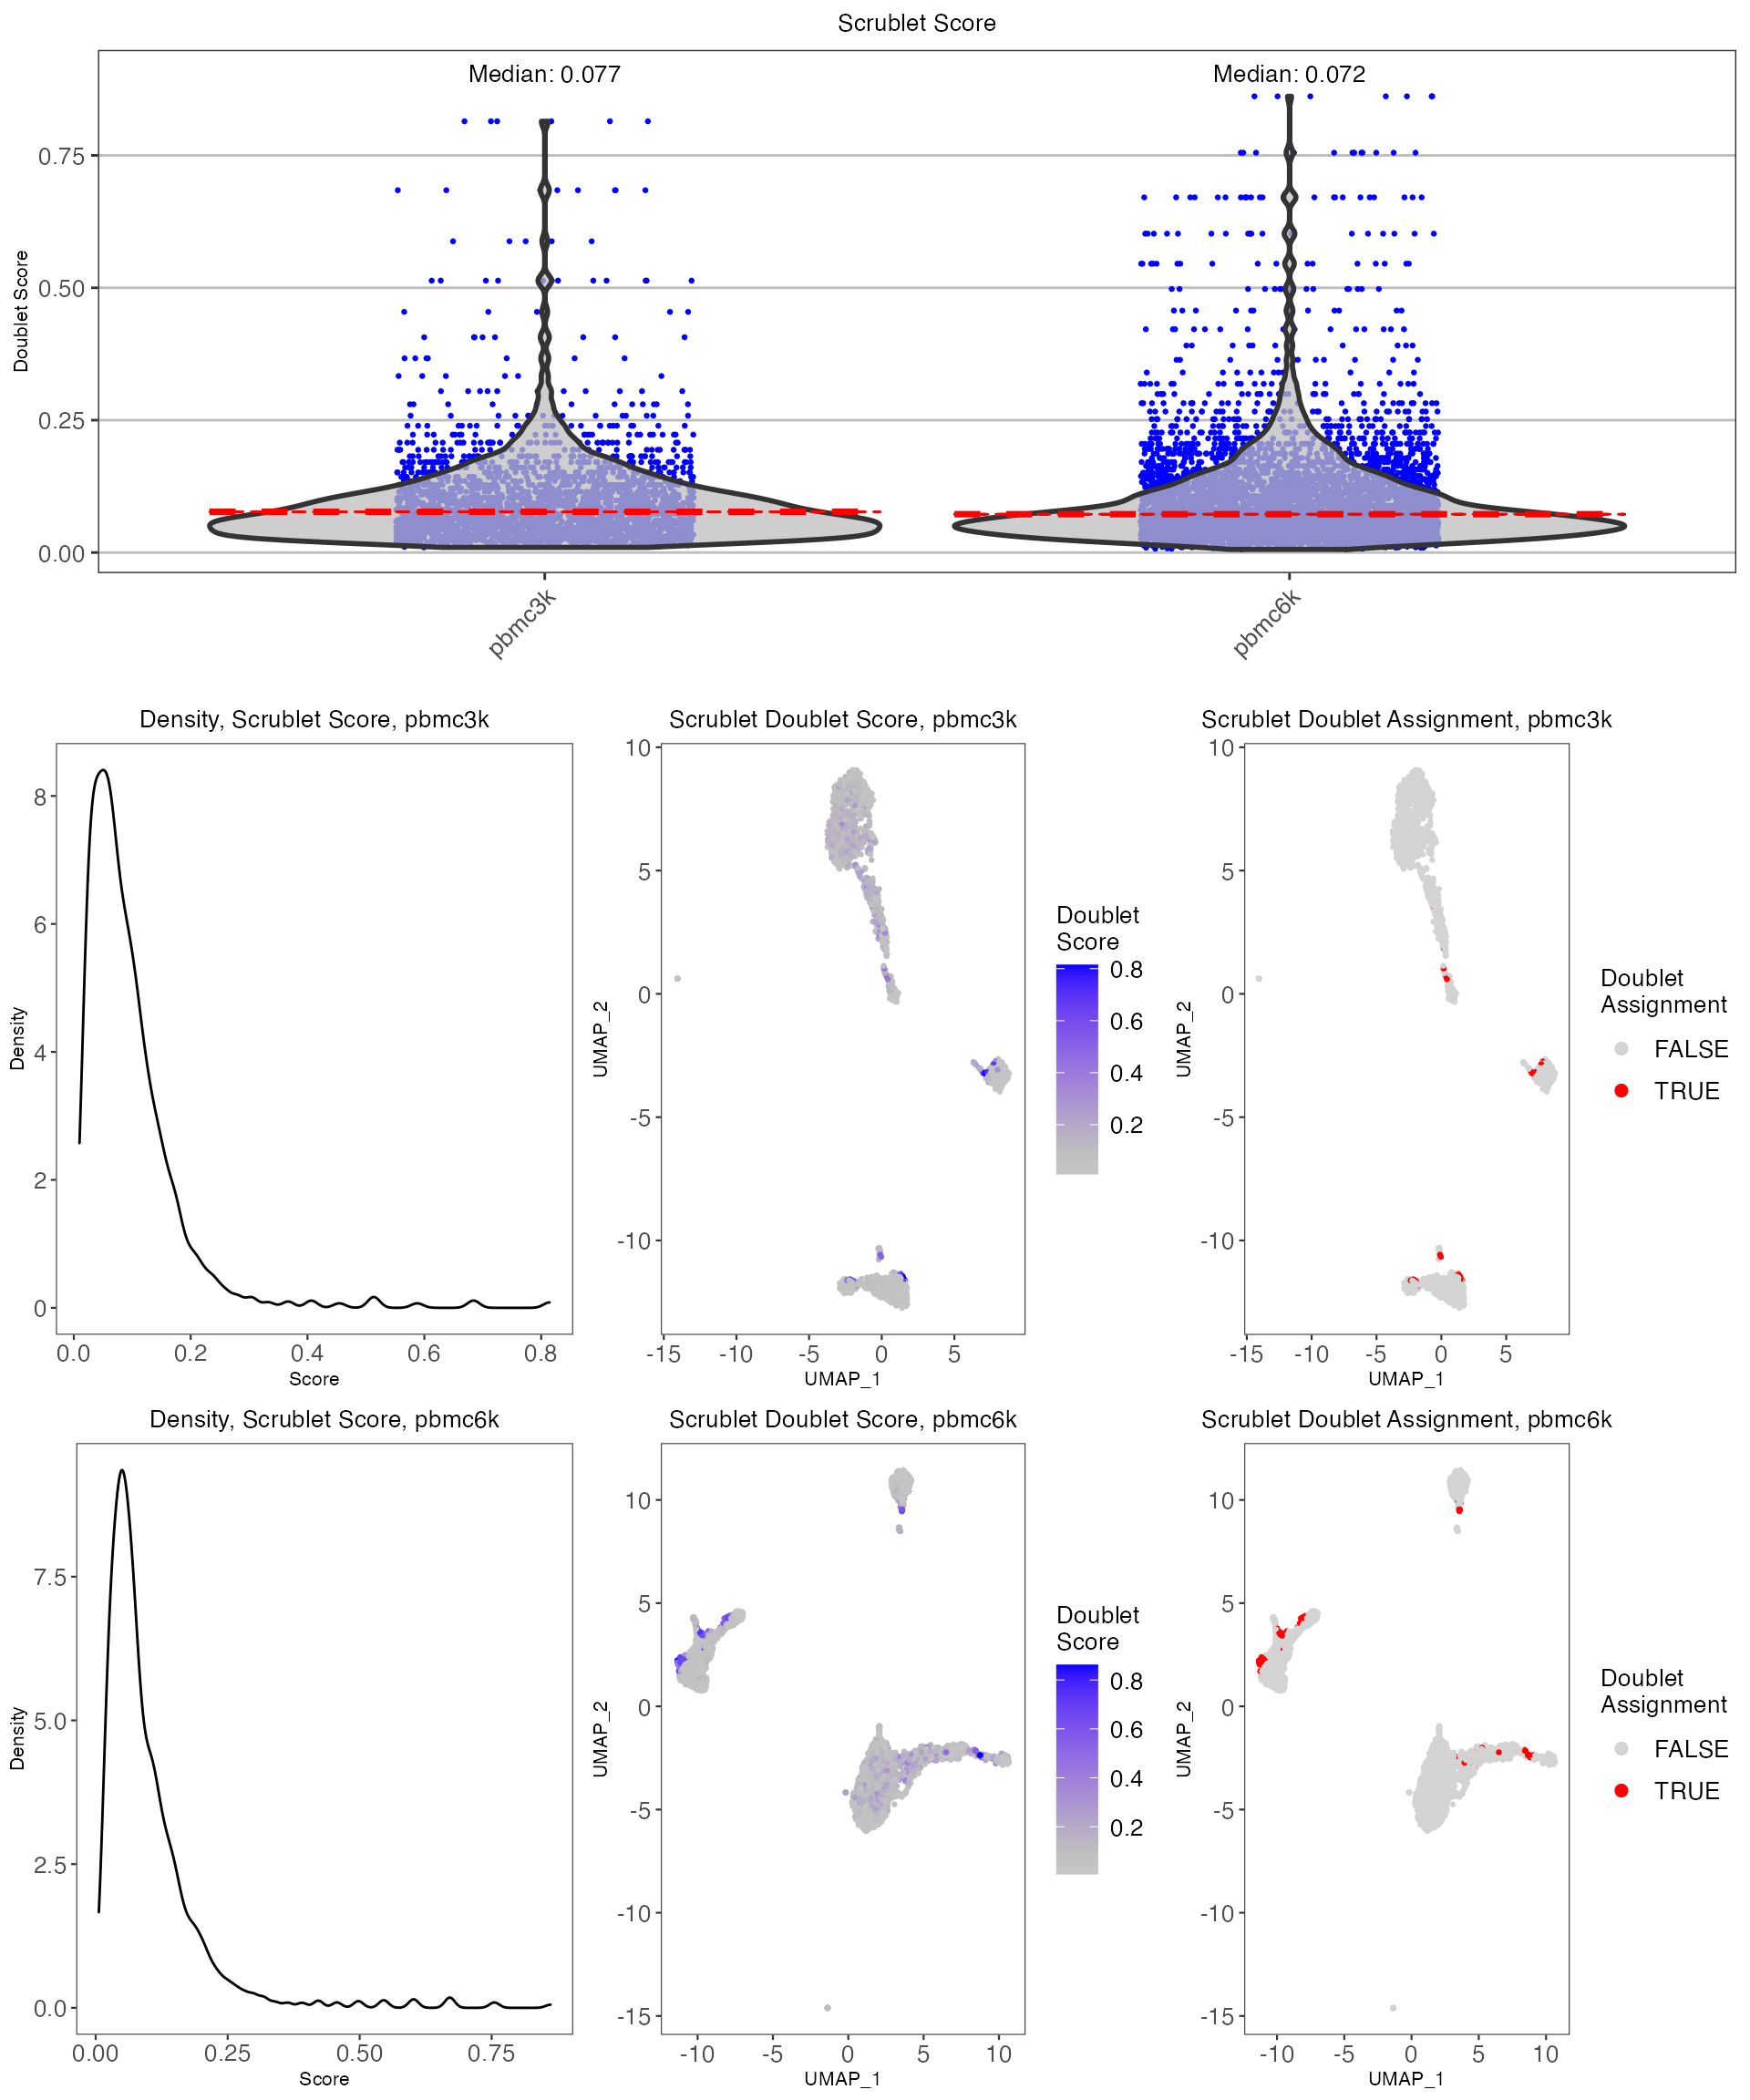 Scrublet Score
Median: 0.077
Median: 0.072
Doublet Score
0.75
0.50
0.25
0.00
pbmc3k
pbmc6k
Density, Scrublet Score, pbmc3k
Density
8
6
4
2
0
0.0
0.2
0.4
0.6
0.8
Score
Scrublet Doublet Score, pbmc3k
UMAP_2
10
5
0
-5
-10
-15
-10
-5
0
5
UMAP_1
Doublet
Score
0.8
0.6
0.4
0.2
Scrublet Doublet Assignment, pbmc3k
UMAP_2
10
5
0
-5
-10
-15
-10
-5
0
5
UMAP_1
Doublet
Assignment
FALSE
TRUE
Density, Scrublet Score, pbmc6k
Density
7.5
5.0
2.5
0.0
0.00
0.25
0.50
0.75
Score
Scrublet Doublet Score, pbmc6k
UMAP_2
10
5
0
-5
-10
-15
-10
-5
0
5
10
UMAP_1
Doublet
Score
0.8
0.6
0.4
0.2
Scrublet Doublet Assignment, pbmc6k
UMAP_2
10
5
0
-5
-10
-15
-10
-5
0
5
10
UMAP_1
Doublet
Assignment
FALSE
TRUE